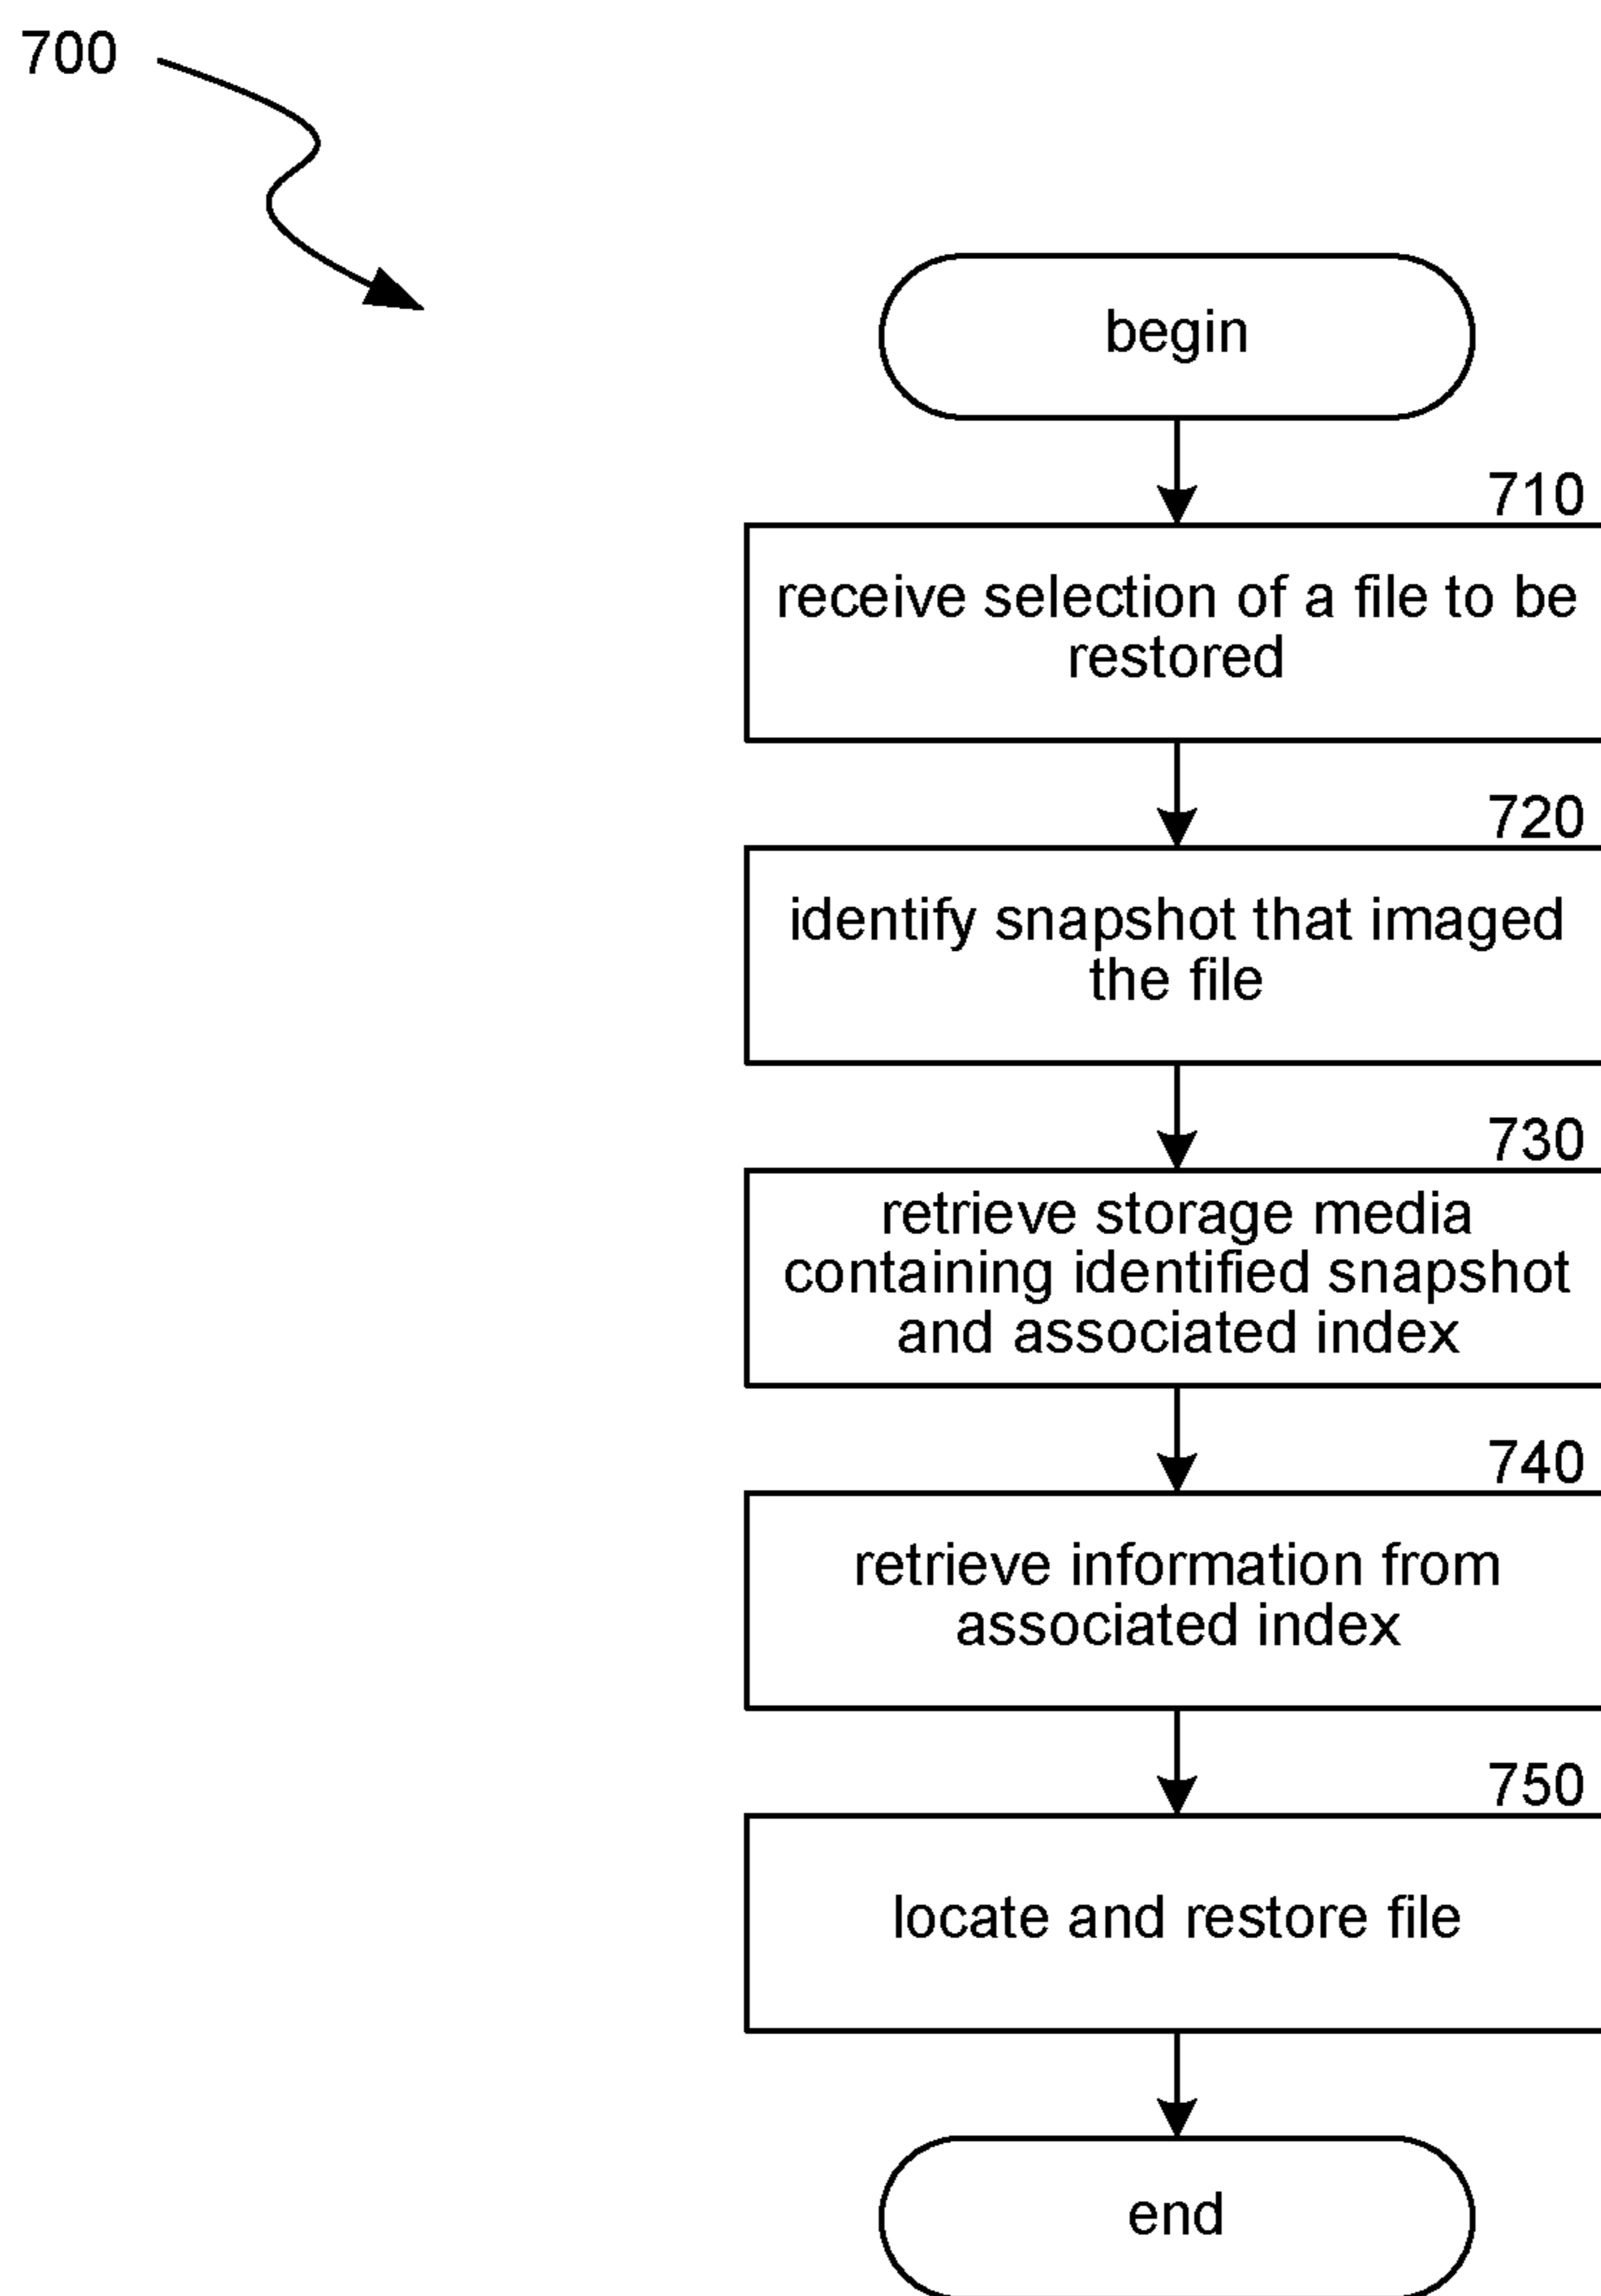 700
begin
710
receive selection of a file to be
restored
720
identify snapshot that imaged
the file
730
retrieve storage media
containing identified snapshot
and associated index
740
retrieve information from
associated index
750
locate and restore file
end